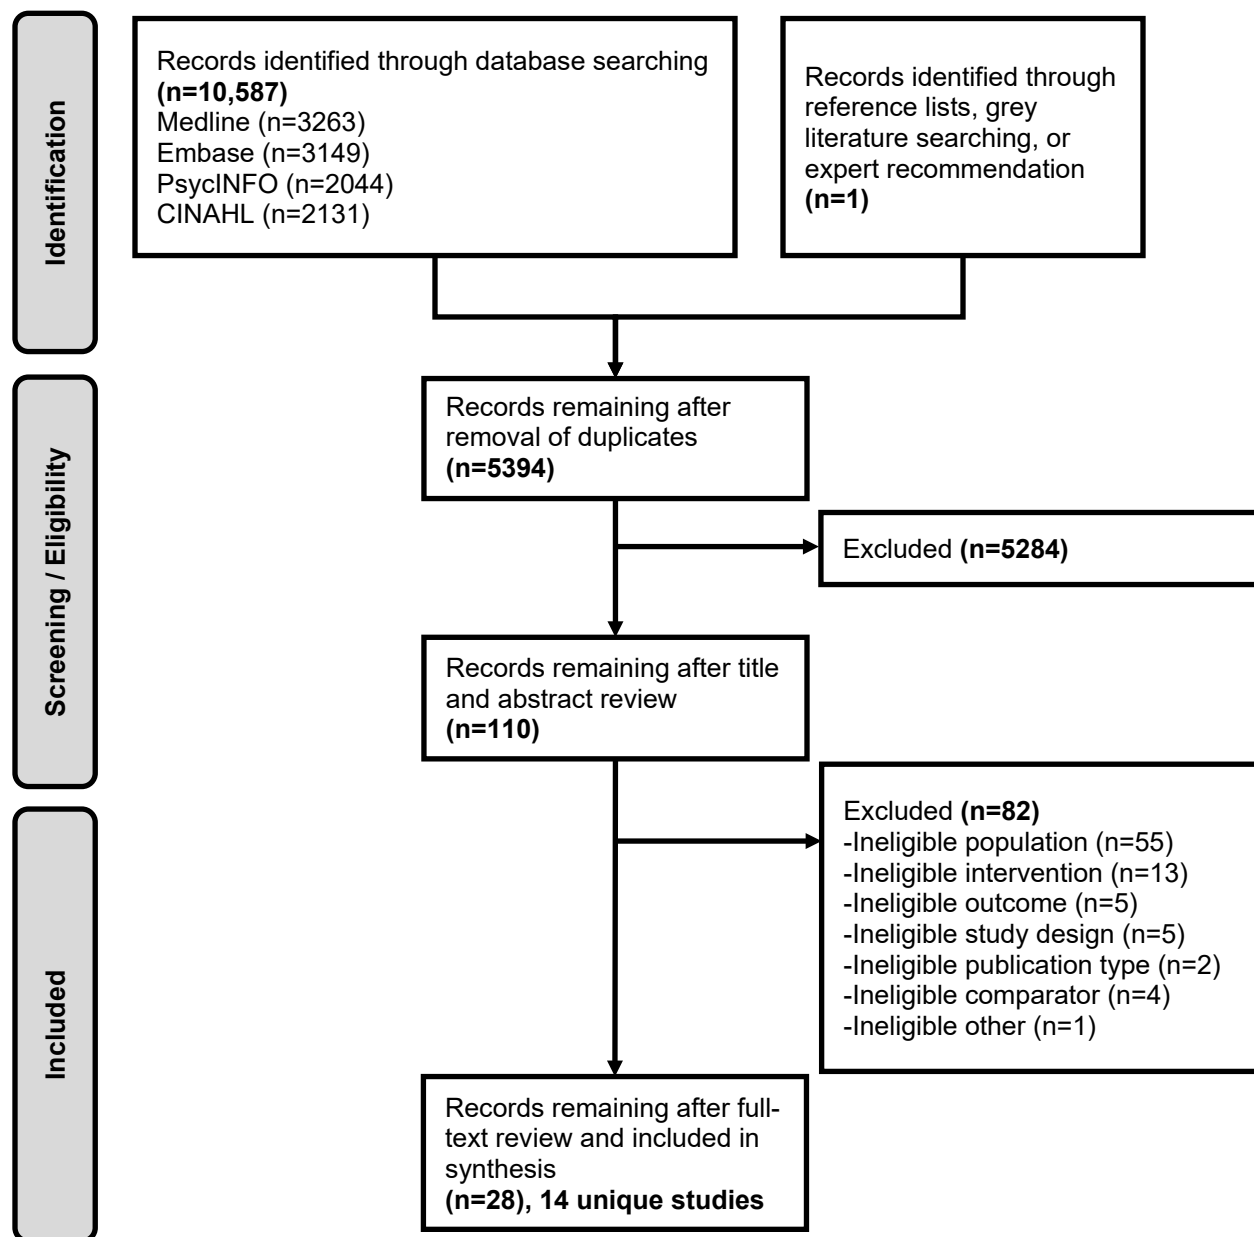 Identification
Records identified through database searching
(n=10,587)
Medline (n=3263)
Embase (n=3149)
PsycINFO (n=2044)
CINAHL (n=2131)
Records identified through
reference lists, grey
literature searching, or
expert recommendation
(n=1)
Screening / Eligibility
Records remaining after
removal of duplicates
(n=5394)
Excluded (n=5284)
Records remaining after title
and abstract review
(n=110)
Included
Excluded (n=82)
-Ineligible population (n=55)
-Ineligible intervention (n=13)
-Ineligible outcome (n=5)
-Ineligible study design (n=5)
-Ineligible publication type (n=2)
-Ineligible comparator (n=4)
-Ineligible other (n=1)
Records remaining after full-
text review and included in
synthesis
(n=28), 14 unique studies